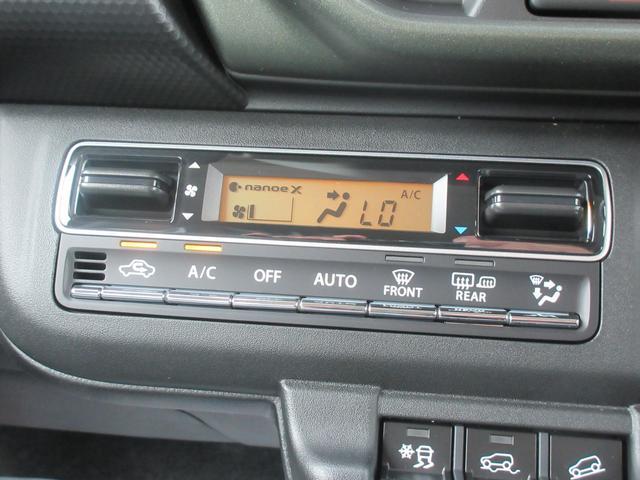 nanoe X
A/C
LO
A/C OFF AUTO FRONT REAR